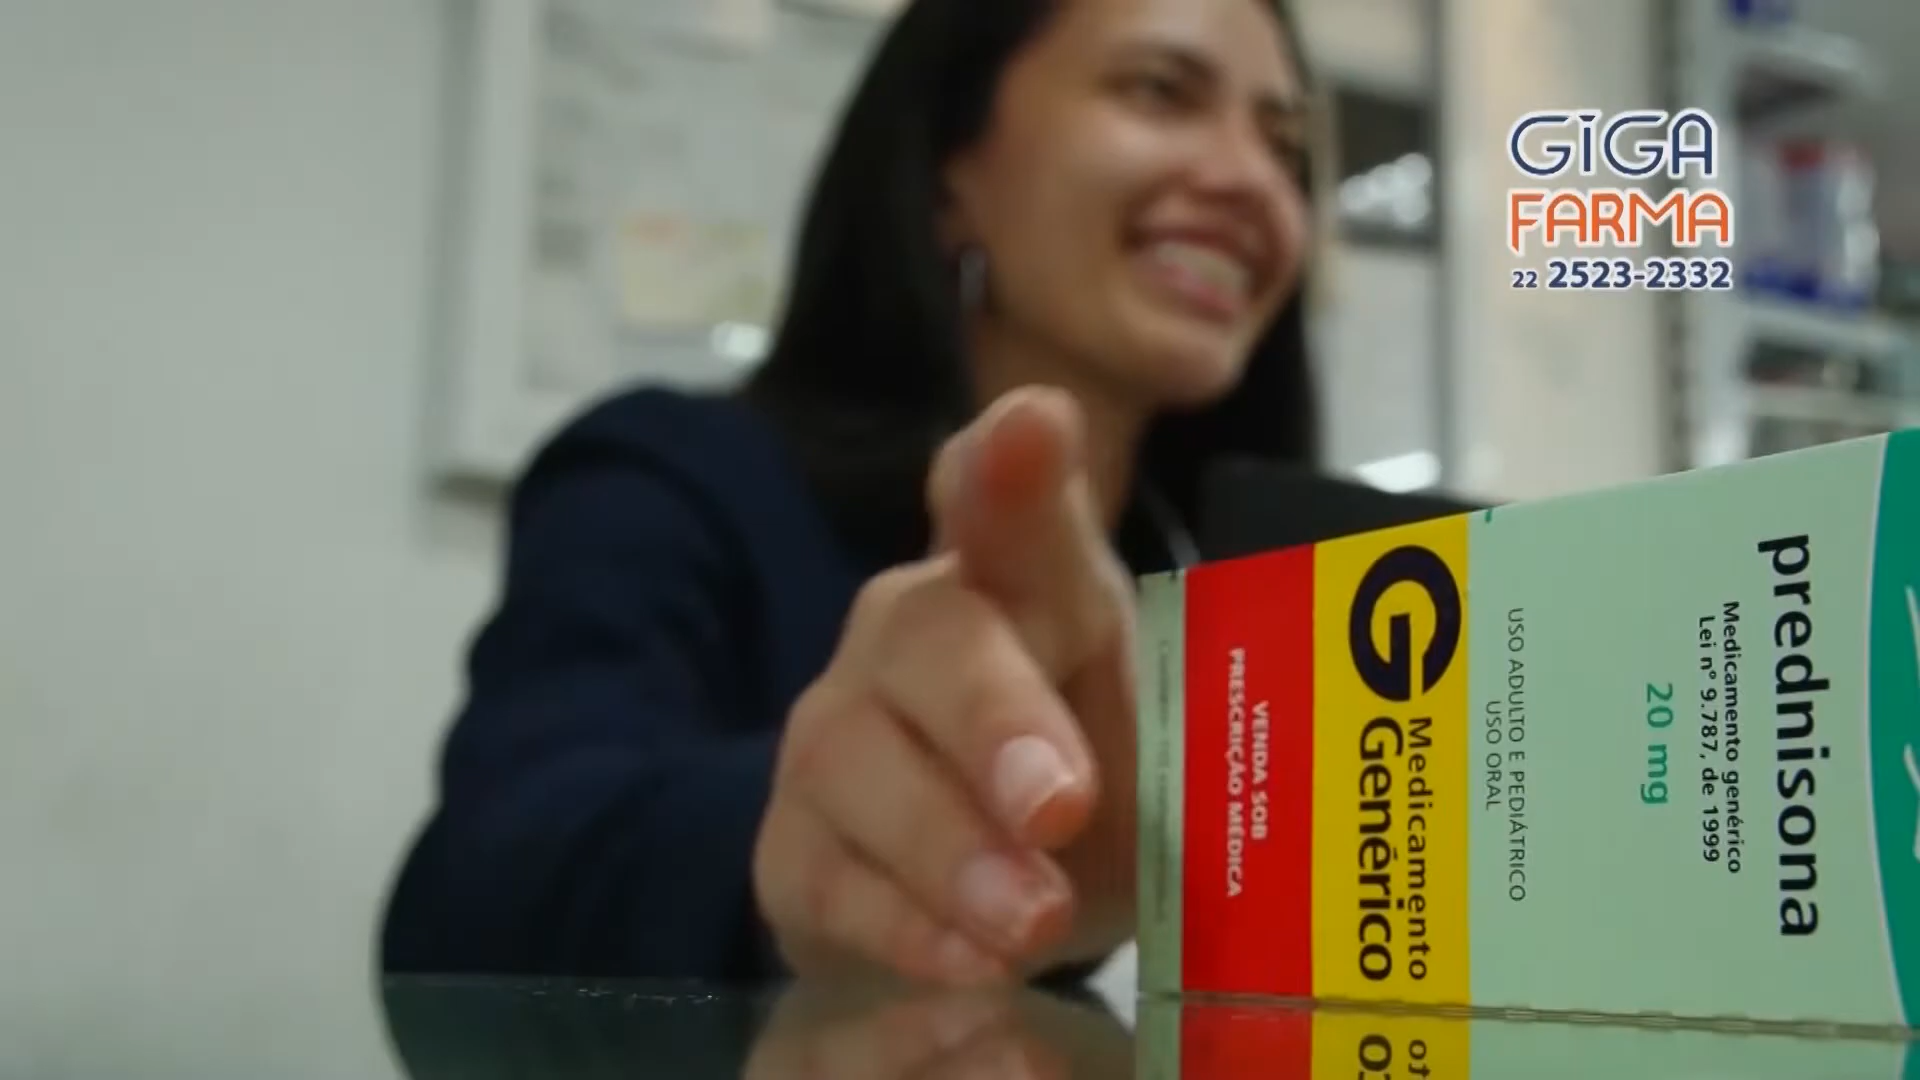 GIGA
FARMA
22 2523-2332
prednisona
Medicamento genérico
Lei nº 9.787, de 1999
20 mg
USO ADULTO E PEDIÁTRICO
USO ORAL
G Medicamento
Genérico
VENDA SOB
PRESCRIÇÃO MÉDICA